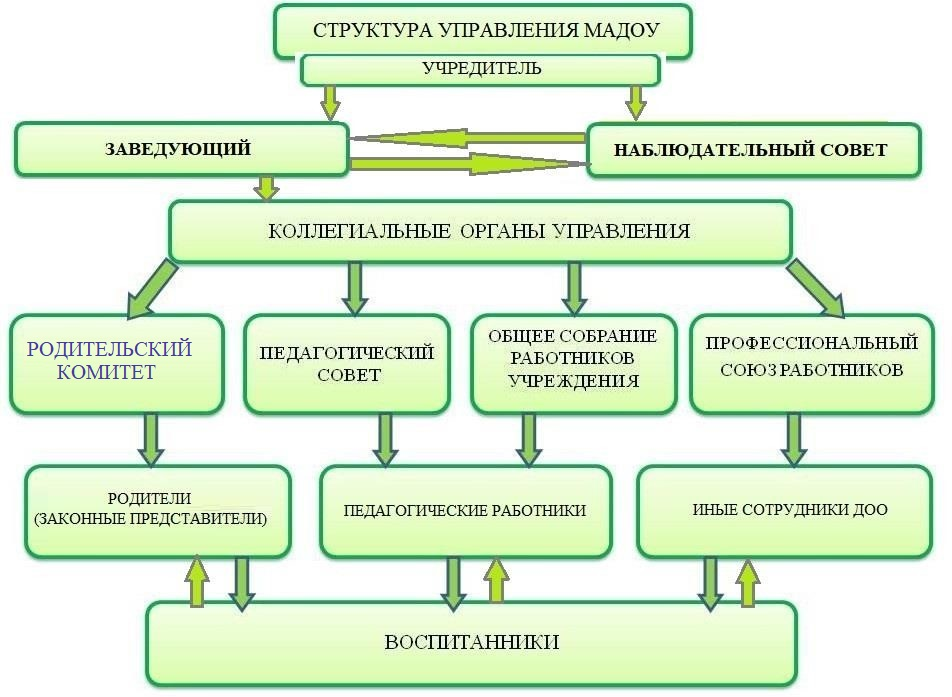 СТРУКТУРА УПРАВЛЕНИЯ МАДОУ
УЧРЕДИТЕЛЬ
ЗАВЕДУЮЩИЙ
НАБЛЮДАТЕЛЬНЫЙ СОВЕТ
КОЛЛЕГИАЛЬНЫЕ ОРГАНЫ УПРАВЛЕНИЯ
РОДИТЕЛЬСКИЙ
КОМИТЕТ
ПЕДАГОГИЧЕСКИЙ
СОВЕТ
ОБЩЕЕ СОБРАНИЕ
РАБОТНИКОВ
УЧРЕЖДЕНИЯ
ПРОФЕССИОНАЛЬНЫЙ
СОЮЗ РАБОТНИКОВ
РОДИТЕЛИ
(ЗАКОННЫЕ ПРЕДСТАВИТЕЛИ)
ПЕДАГОГИЧЕСКИЕ РАБОТНИКИ
ИНЫЕ СОТРУДНИКИ ДОО
ВОСПИТАННИКИ